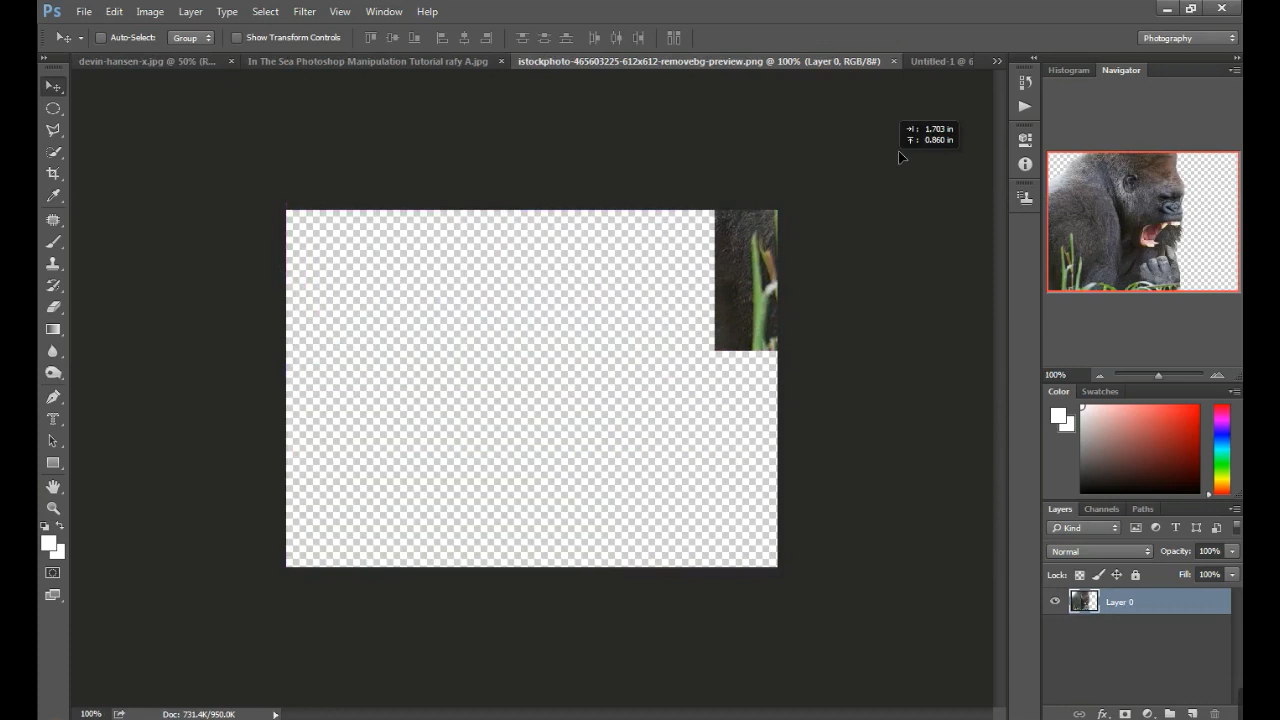 Ps File Edit Image Layer Type Select Filter 3D View Window Help
Auto-Select: Group Show Transform Controls Photography
devin-hansen-x.jpg @ 50% (R... × In The Sea Photoshop Manipulation Tutorial rafy A.jpg × istockphoto-465603225-612x612-removebg-preview.png @ 100% (Layer 0, RGB/8#) × Untitled-1 @ 6
Histogram Navigator
1.703 in
0.860 in
100%
Color Swatches
Layers Channels Paths
Kind
Normal Opacity: 100%
Lock: Fill: 100%
Layer 0
100% Doc: 731.4K/950.0K